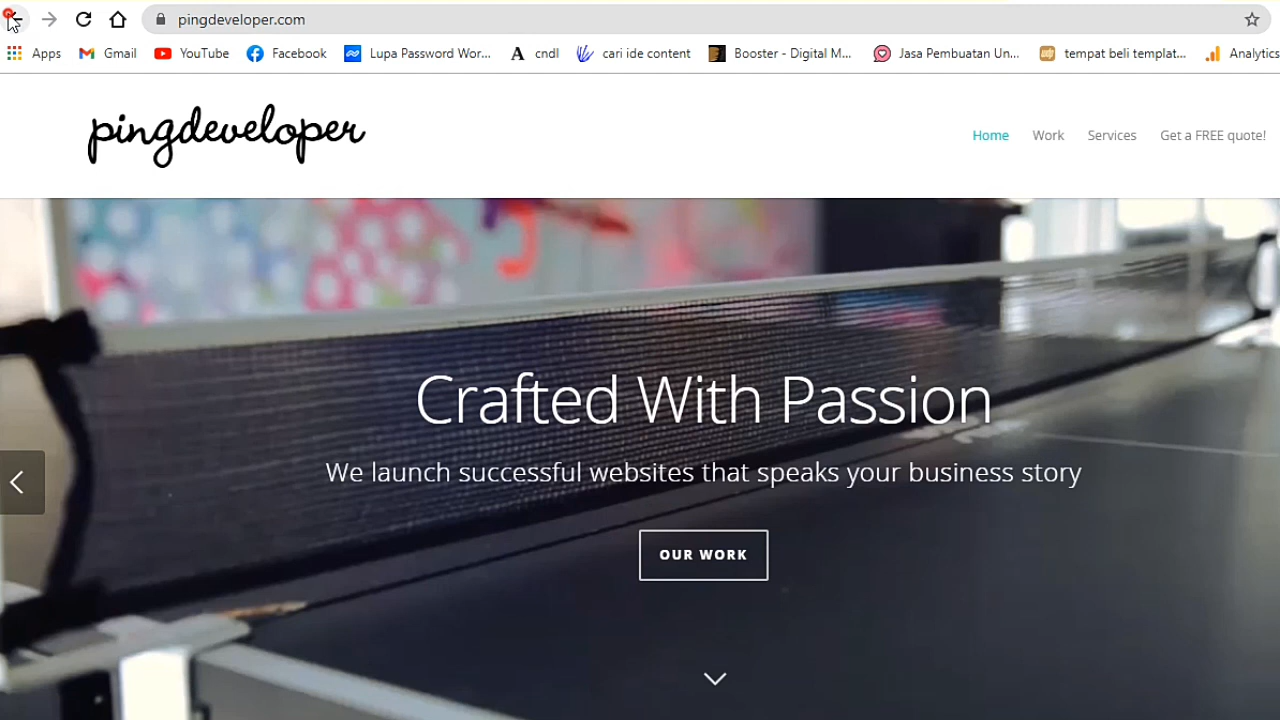 pingdeveloper.com
Apps Gmail YouTube Facebook Lupa Password Wor... cndl cari ide content Booster - Digital M... Jasa Pembuatan Un... tempat beli templat... Analytics
pingdeveloper
Home Work Services Get a FREE quote!
Crafted With Passion
We launch successful websites that speaks your business story
OUR WORK